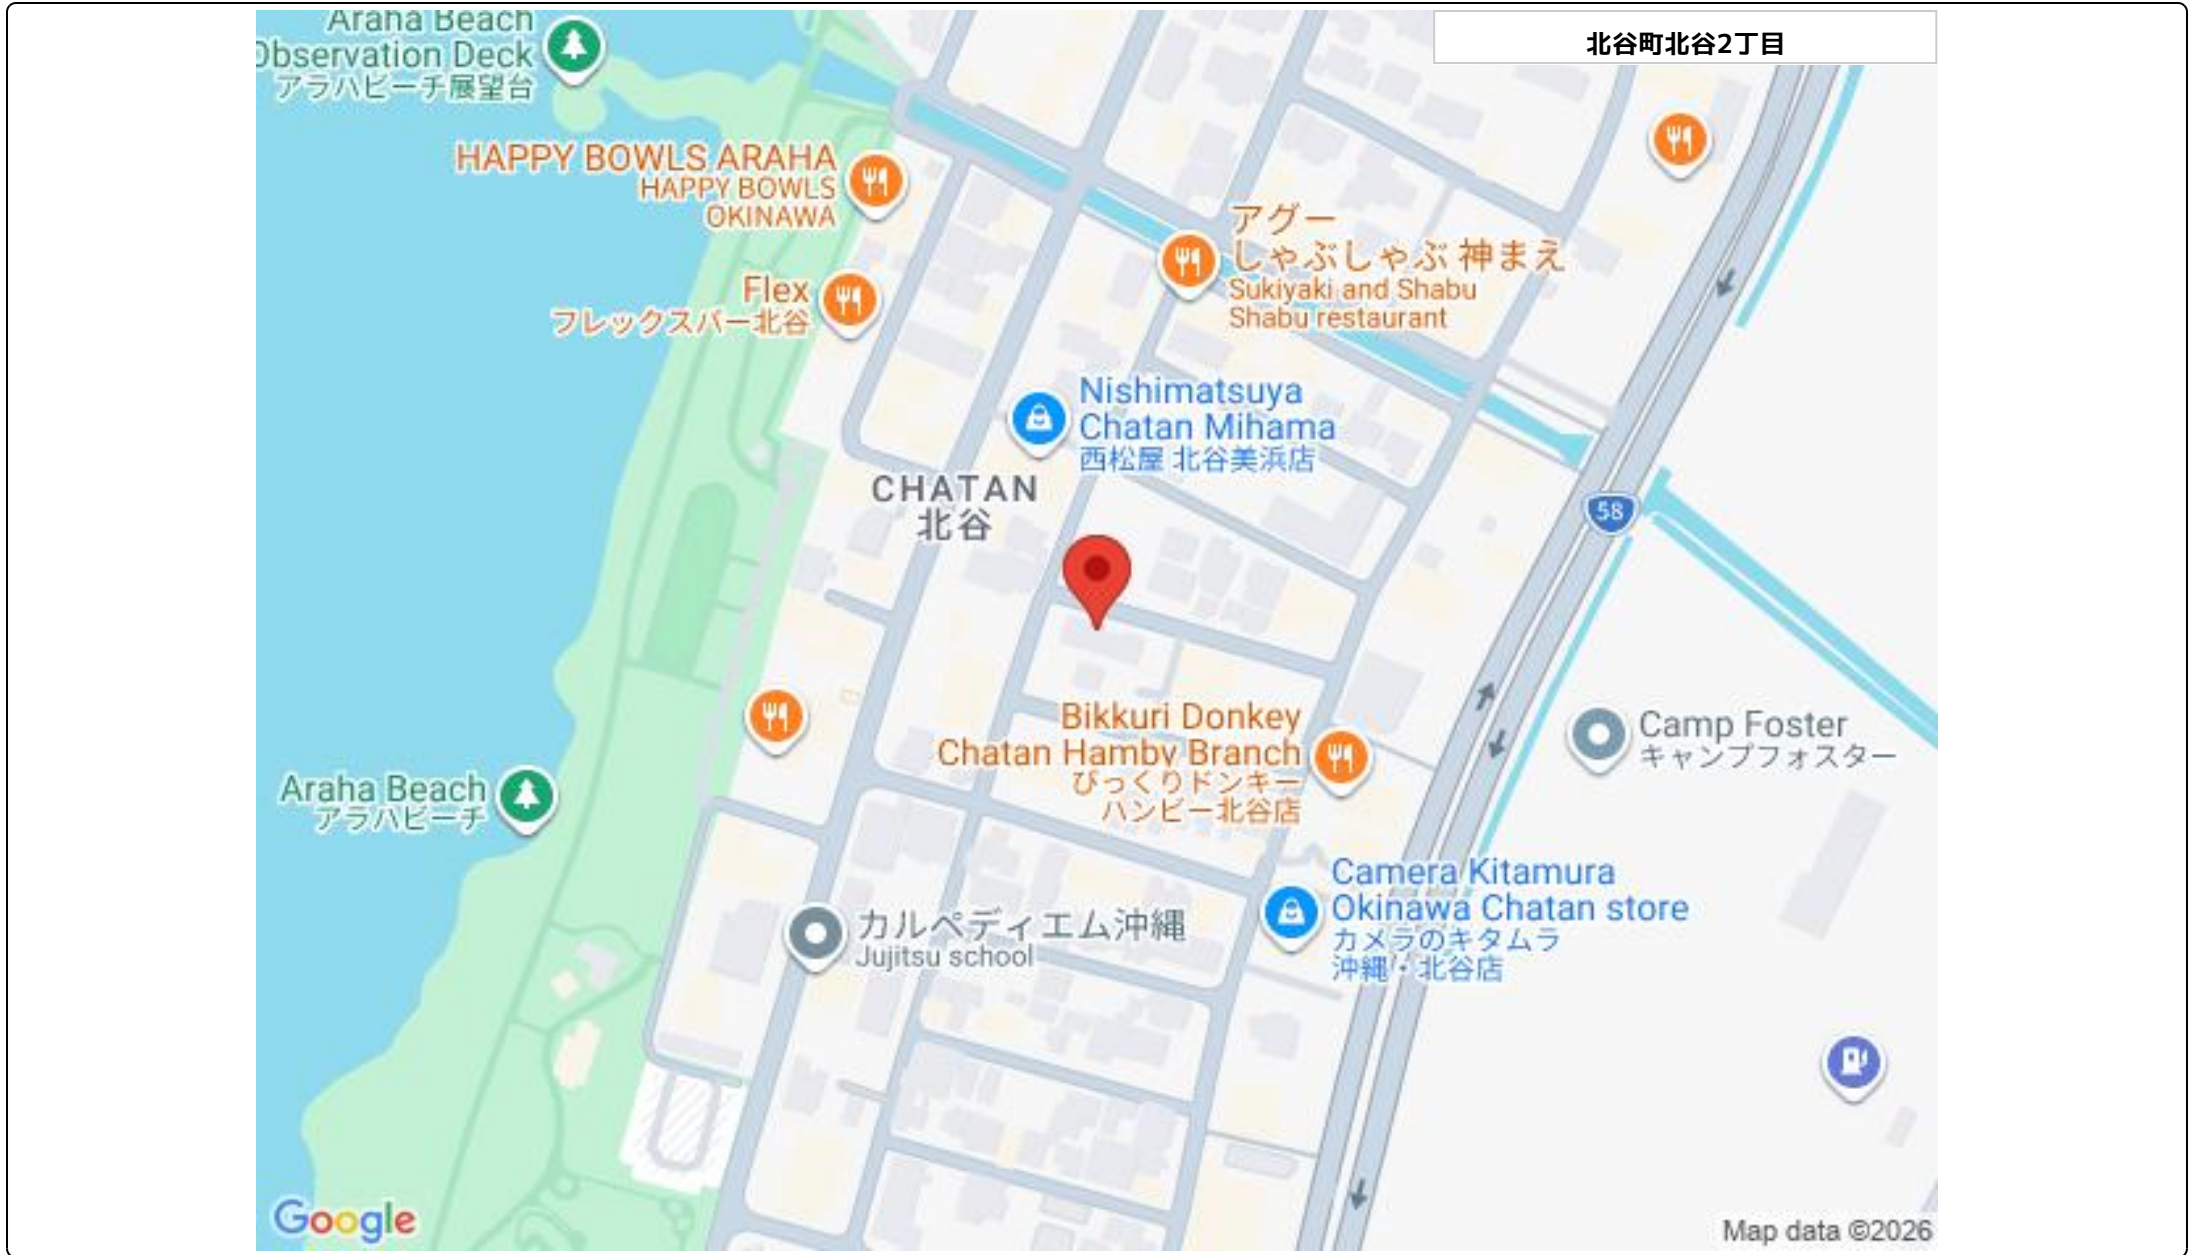 Araha Beach
Observation Deck
アラハビーチ展望台
北谷町北谷2丁目
HAPPY BOWLS ARAHA
HAPPY BOWLS
OKINAWA
アグー
しゃぶしゃぶ 神まえ
Sukiyaki and Shabu
Shabu restaurant
Flex
フレックスバー北谷
Nishimatsuya
Chatan Mihama
西松屋 北谷美浜店
CHATAN
北谷
58
Bikkuri Donkey
Chatan Hamby Branch
びっくりドンキー
ハンビー北谷店
Camp Foster
キャンプフォスター
Araha Beach
アラハビーチ
Camera Kitamura
Okinawa Chatan store
カメラのキタムラ
沖縄・北谷店
カルペディエム沖縄
Jujitsu school
Google
Map data ©2026